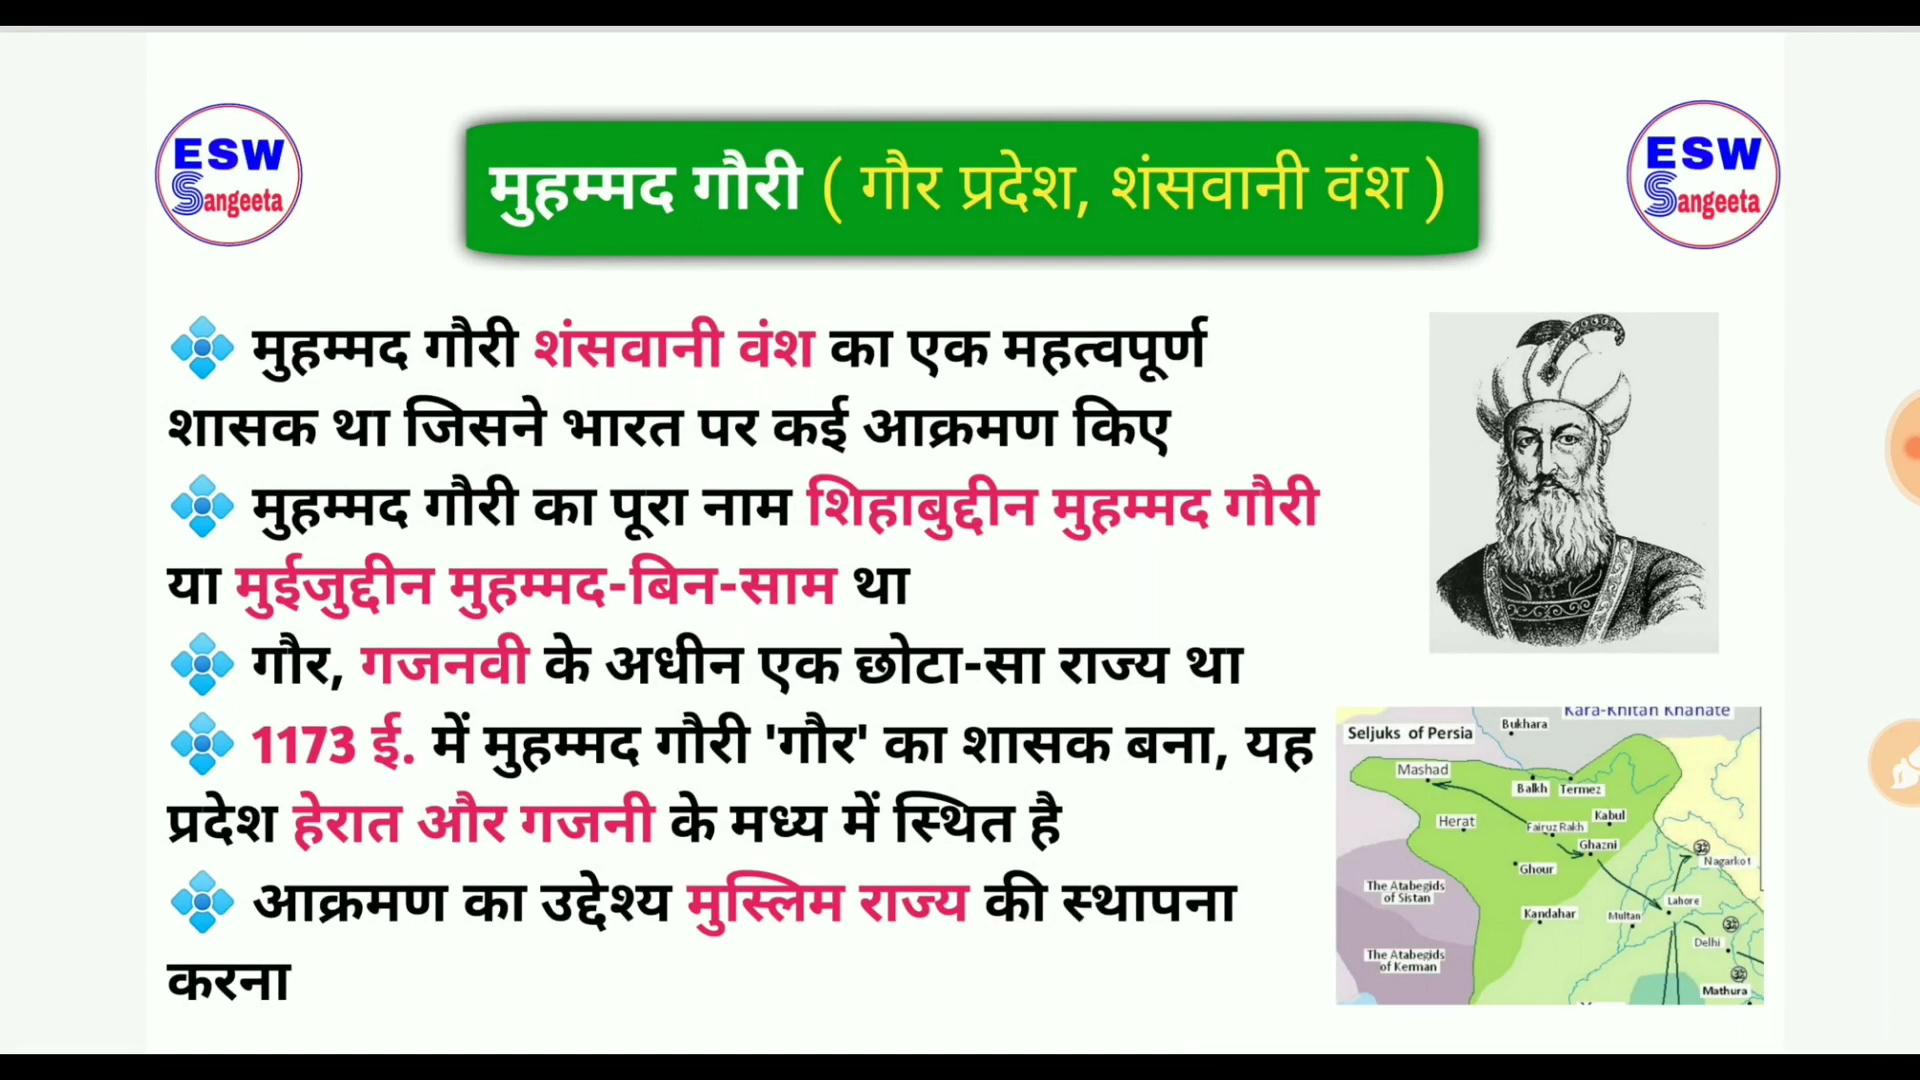 ESW
Sangeeta
मुहम्मद गौरी ( गौर प्रदेश, शंसवानी वंश )
ESW
Sangeeta
मुहम्मद गौरी शंसवानी वंश का एक महत्वपूर्ण
शासक था जिसने भारत पर कई आक्रमण किए
मुहम्मद गौरी का पूरा नाम शिहाबुद्दीन मुहम्मद गौरी
या मुईजुद्दीन मुहम्मद-बिन-साम था
गौर, गजनवी के अधीन एक छोटा-सा राज्य था
1173 ई. में मुहम्मद गौरी 'गौर' का शासक बना, यह
प्रदेश हेरात और गजनी के मध्य में स्थित है
आक्रमण का उद्देश्य मुस्लिम राज्य की स्थापना
करना
Kara-Khitan Khanate
Bukhara
Seljuks of Persia
Mashad
Balkh Termez
Herat
Kabul
Fairuz Rakh
Ghazni
Nagarkot
Ghour
The Atabegids
of Sistan
Lahore
Kandahar
Multan
Delhi
The Atabegids
of Kerman
Mathura